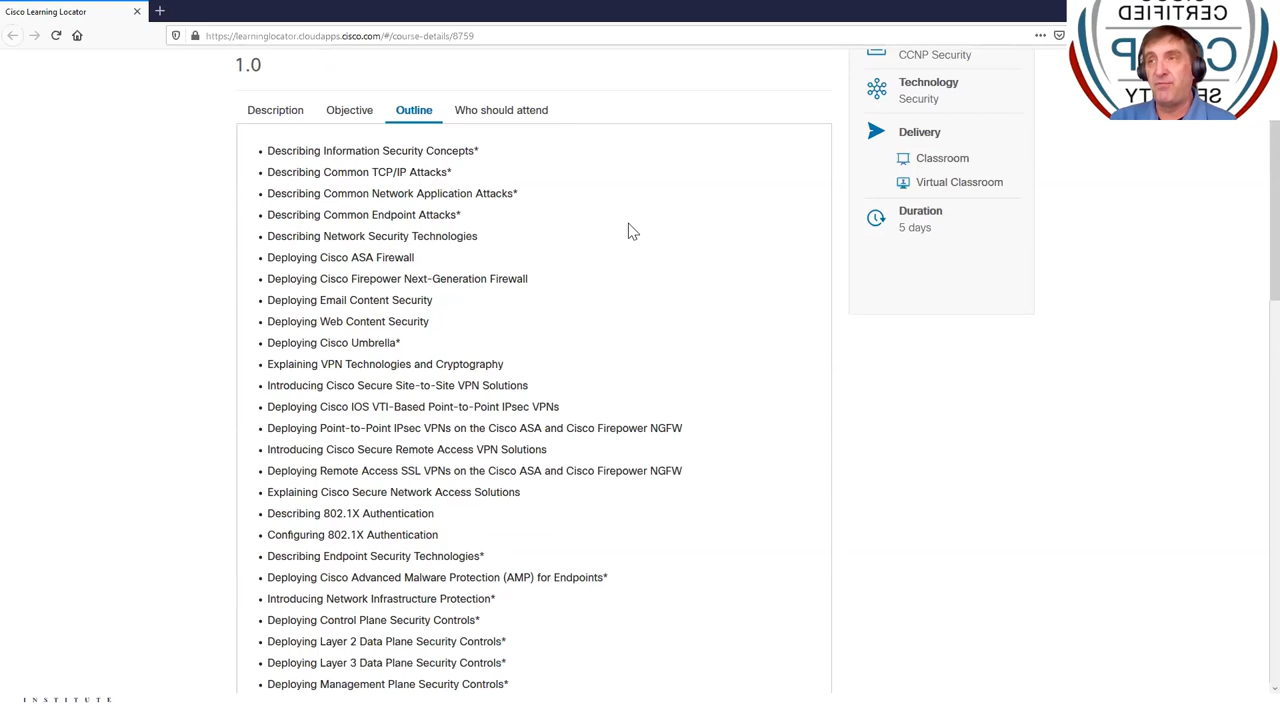 Cisco Learning Locator
https://learninglocator.cloudapps.cisco.com/#/course-details/8759
CERTIFIED
SECURITY
1.0
CCNP Security
Technology
Security
Delivery
Classroom
Virtual Classroom
Duration
5 days
Description Objective Outline Who should attend
• Describing Information Security Concepts*
• Describing Common TCP/IP Attacks*
• Describing Common Network Application Attacks*
• Describing Common Endpoint Attacks*
• Describing Network Security Technologies
• Deploying Cisco ASA Firewall
• Deploying Cisco Firepower Next-Generation Firewall
• Deploying Email Content Security
• Deploying Web Content Security
• Deploying Cisco Umbrella*
• Explaining VPN Technologies and Cryptography
• Introducing Cisco Secure Site-to-Site VPN Solutions
• Deploying Cisco IOS VTI-Based Point-to-Point IPsec VPNs
• Deploying Point-to-Point IPsec VPNs on the Cisco ASA and Cisco Firepower NGFW
• Introducing Cisco Secure Remote Access VPN Solutions
• Deploying Remote Access SSL VPNs on the Cisco ASA and Cisco Firepower NGFW
• Explaining Cisco Secure Network Access Solutions
• Describing 802.1X Authentication
• Configuring 802.1X Authentication
• Describing Endpoint Security Technologies*
• Deploying Cisco Advanced Malware Protection (AMP) for Endpoints*
• Introducing Network Infrastructure Protection*
• Deploying Control Plane Security Controls*
• Deploying Layer 2 Data Plane Security Controls*
• Deploying Layer 3 Data Plane Security Controls*
• Deploying Management Plane Security Controls*
INSTITUTE